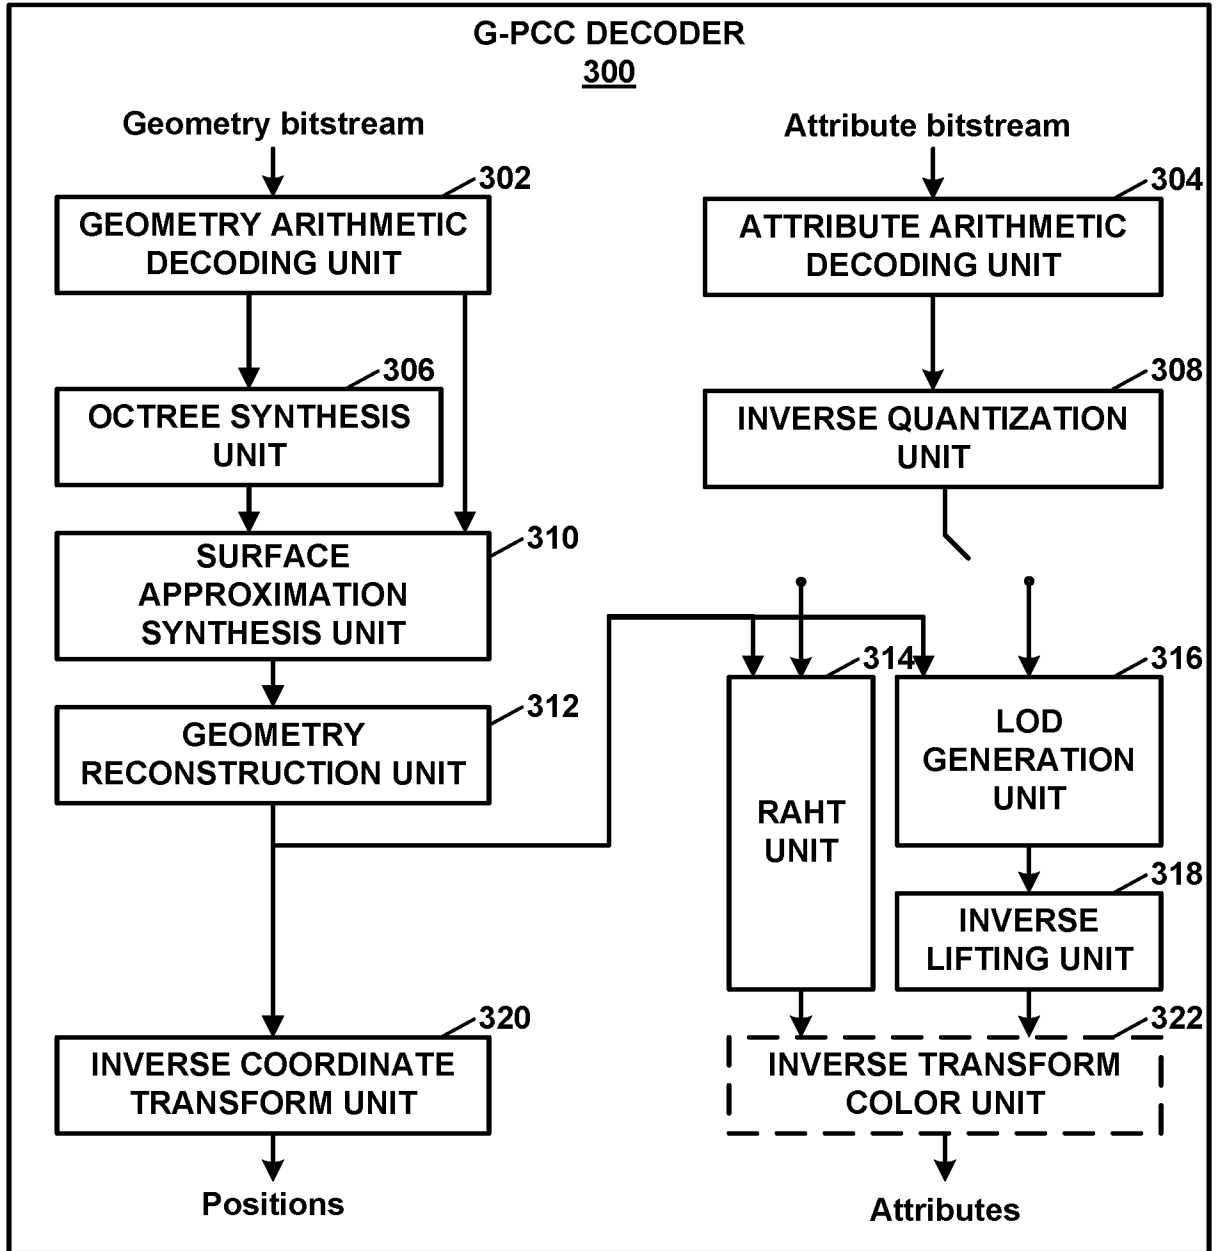 G-PCC DECODER
300
Geometry bitstream
302
GEOMETRY ARITHMETIC
DECODING UNIT
306
OCTREE SYNTHESIS
UNIT
310
SURFACE
APPROXIMATION
SYNTHESIS UNIT
312
GEOMETRY
RECONSTRUCTION UNIT
320
INVERSE COORDINATE
TRANSFORM UNIT
Positions
Attribute bitstream
304
ATTRIBUTE ARITHMETIC
DECODING UNIT
308
INVERSE QUANTIZATION
UNIT
314
RAHT
UNIT
316
LOD
GENERATION
UNIT
318
INVERSE
LIFTING UNIT
322
INVERSE TRANSFORM
COLOR UNIT
Attributes